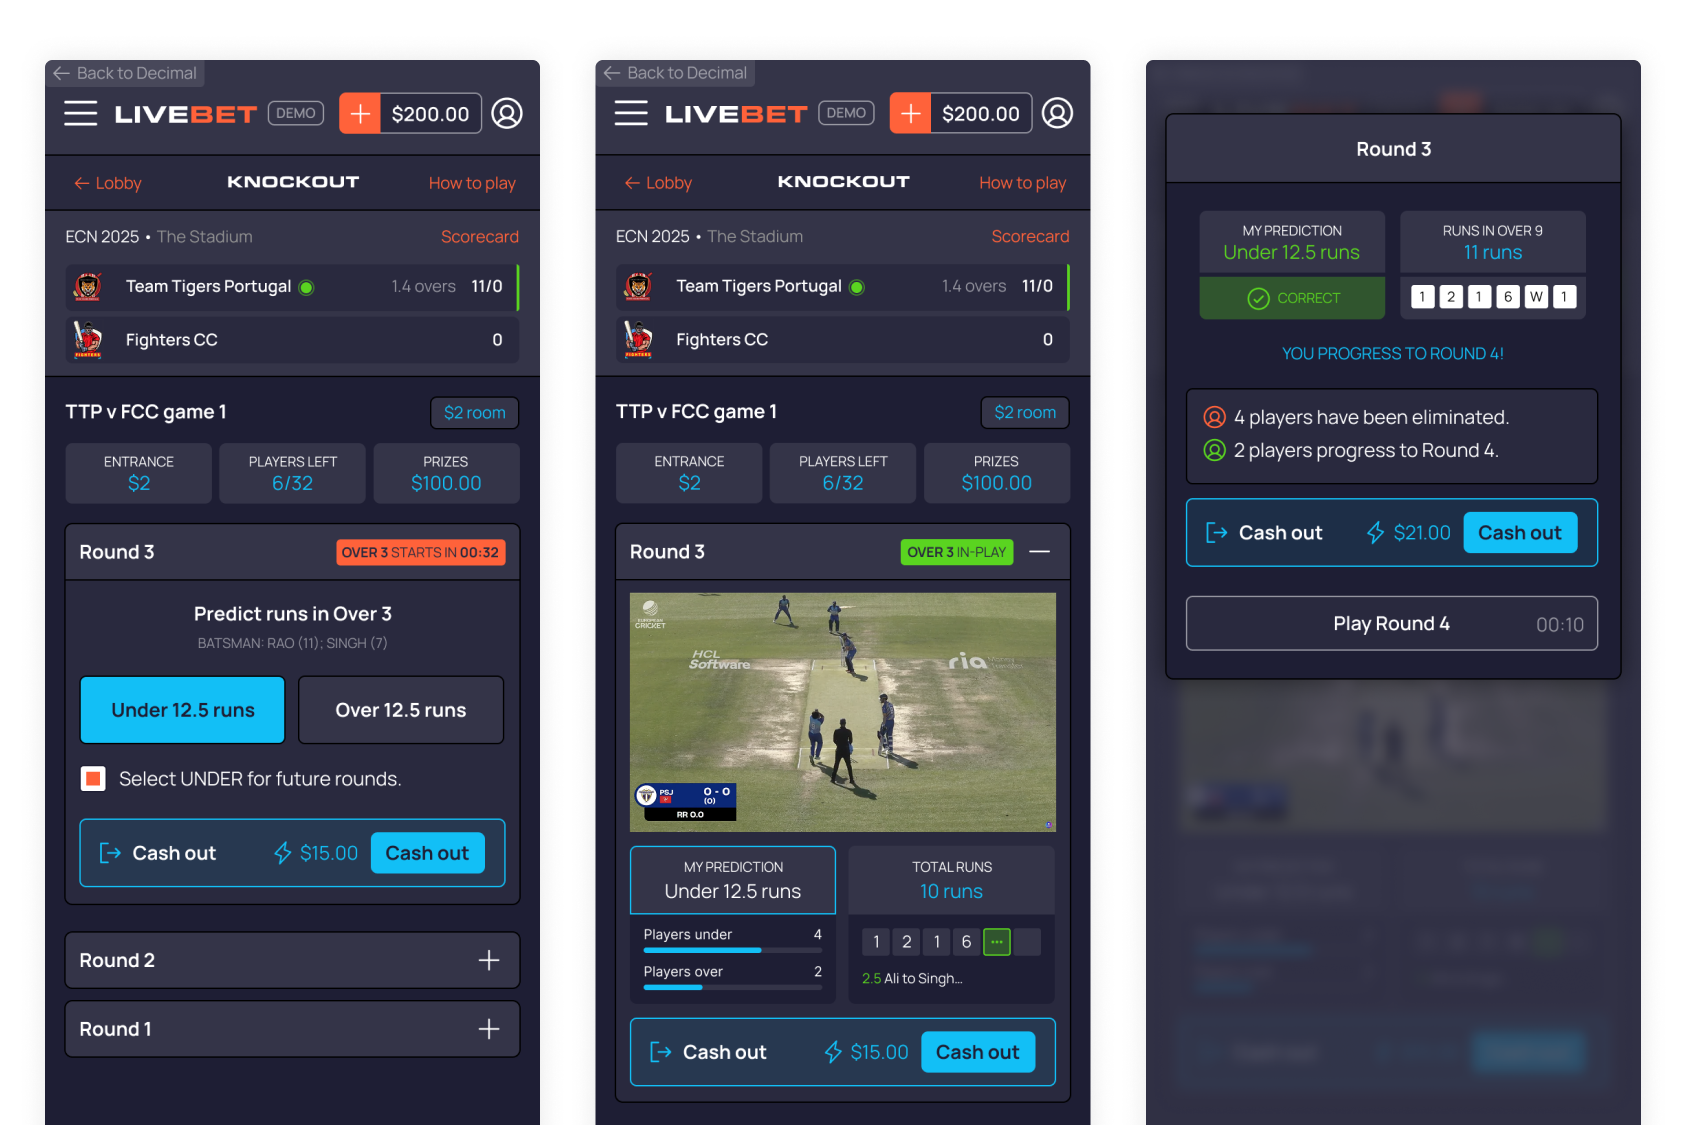 Back to Decimal
LIVEBET DEMO + $200.00
Lobby KNOCKOUT How to play
ECN 2025 • The Stadium Scorecard
Team Tigers Portugal 1.4 overs 11/0
FIGHTERS Fighters CC 0
TTP v FCC game 1 $2 room
ENTRANCE PLAYERS LEFT PRIZES
$2 6/32 $100.00
Round 3 OVER 3 STARTS IN 00:32
Predict runs in Over 3
BATSMAN: RAO (11); SINGH (7)
Under 12.5 runs Over 12.5 runs
Select UNDER for future rounds.
Cash out $15.00 Cash out
Round 2
Round 1
Back to Decimal
LIVEBET DEMO + $200.00
Lobby KNOCKOUT How to play
ECN 2025 • The Stadium Scorecard
Team Tigers Portugal 1.4 overs 11/0
FIGHTERS Fighters CC 0
TTP v FCC game 1 $2 room
ENTRANCE PLAYERS LEFT PRIZES
$2 6/32 $100.00
Round 3 OVER 3 IN-PLAY
EUROPEAN
CRICKET
HCL
Software
ria
PSJ 0 - 0
(0)
RR 0.0
MY PREDICTION TOTAL RUNS
Under 12.5 runs 10 runs
Players under 4
1 2 1 6 ...
Players over 2
2.5 Ali to Singh...
Cash out $15.00 Cash out
Round 3
MY PREDICTION RUNS IN OVER 9
Under 12.5 runs 11 runs
CORRECT 1 2 1 6 W 1
YOU PROGRESS TO ROUND 4!
4 players have been eliminated.
2 players progress to Round 4.
Cash out $21.00 Cash out
Play Round 4 00:10